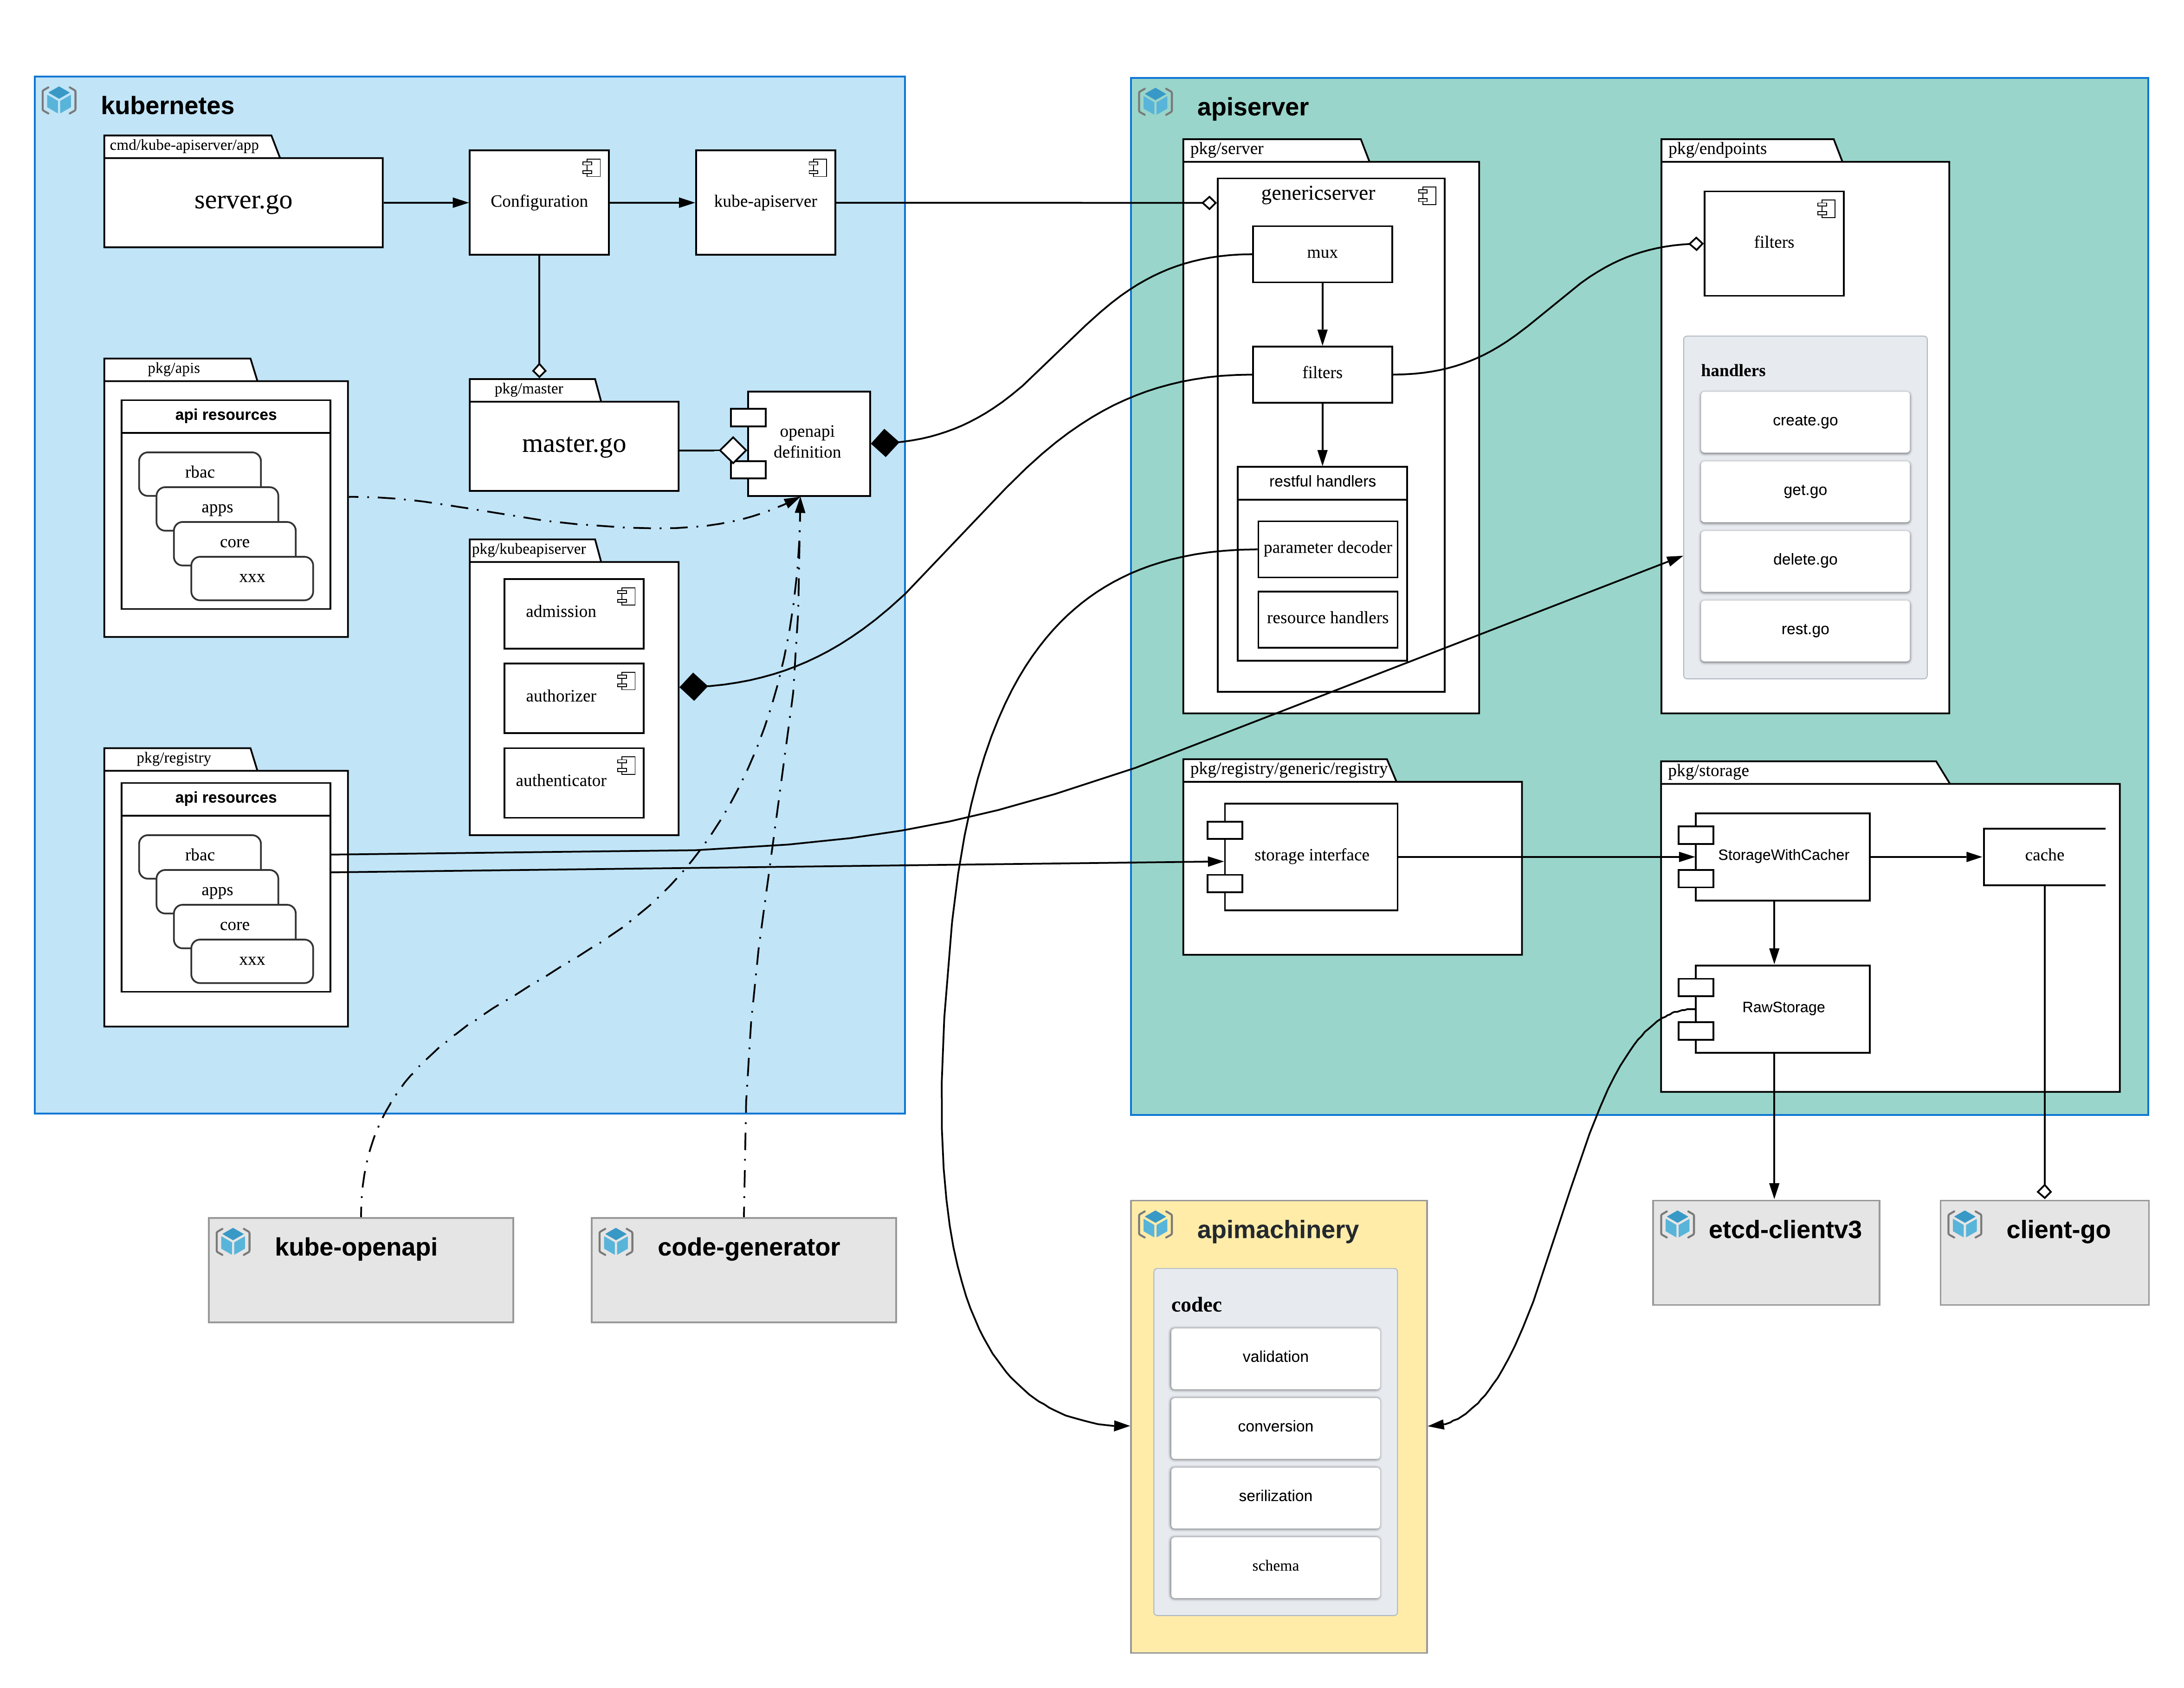 kubernetes
cmd/kube-apiserver/app
server.go
Configuration
kube-apiserver
pkg/apis
api resources
rbac
apps
core
xxx
pkg/master
master.go
openapi
definition
pkg/kubeapiserver
admission
authorizer
authenticator
pkg/registry
api resources
rbac
apps
core
xxx
apiserver
pkg/server
genericserver
mux
filters
restful handlers
parameter decoder
resource handlers
pkg/endpoints
filters
handlers
create.go
get.go
delete.go
rest.go
pkg/registry/generic/registry
storage interface
pkg/storage
StorageWithCacher
cache
RawStorage
kube-openapi
code-generator
apimachinery
codec
validation
conversion
serilization
schema
etcd-clientv3
client-go